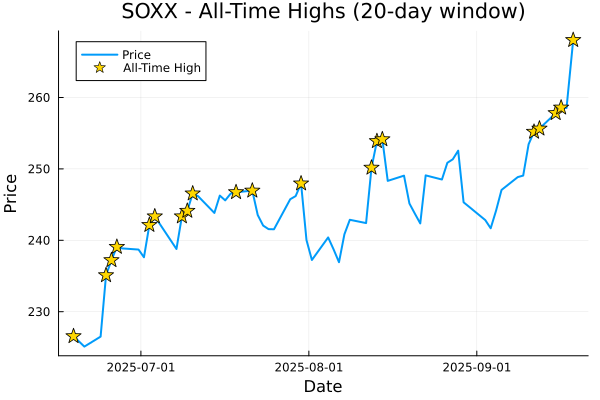 SOXX - All-Time Highs (20-day window)
Price
All-Time High
260
250
240
230
Price
2025-07-01
2025-08-01
2025-09-01
Date